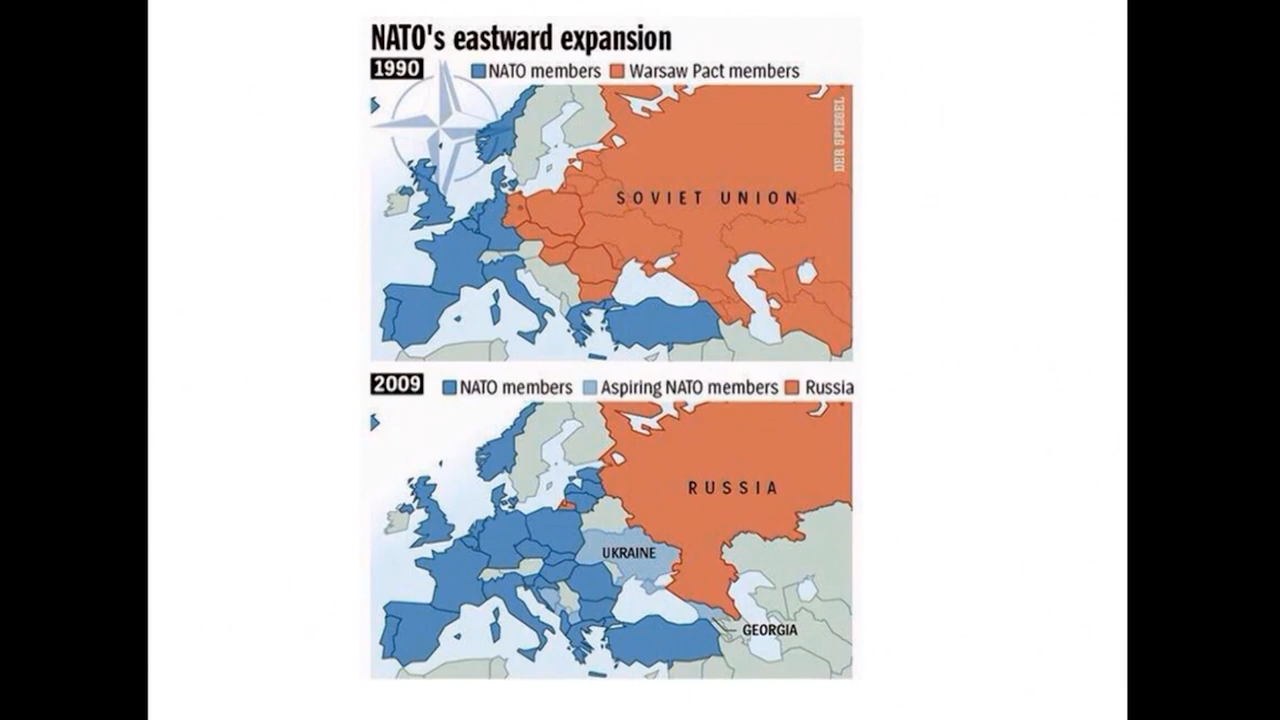 NATO's eastward expansion
1990 NATO members Warsaw Pact members
DER SPIEGEL
SOVIET UNION
2009 NATO members Aspiring NATO members Russia
RUSSIA
UKRAINE
GEORGIA